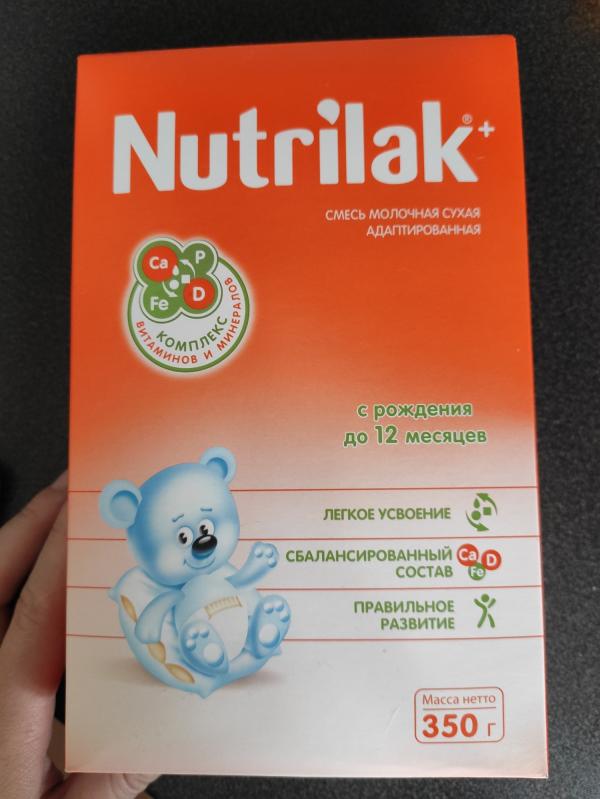 Nutrilak®+
СМЕСЬ МОЛОЧНАЯ СУХАЯ
АДАПТИРОВАННАЯ
Ca P
Fe D
КОМПЛЕКС
ВИТАМИНОВ И МИНЕРАЛОВ
с рождения
до 12 месяцев
ЛЕГКОЕ УСВОЕНИЕ
СБАЛАНСИРОВАННЫЙ
СОСТАВ
Ca D
Fe
ПРАВИЛЬНОЕ
РАЗВИТИЕ
Масса нетто
350 г